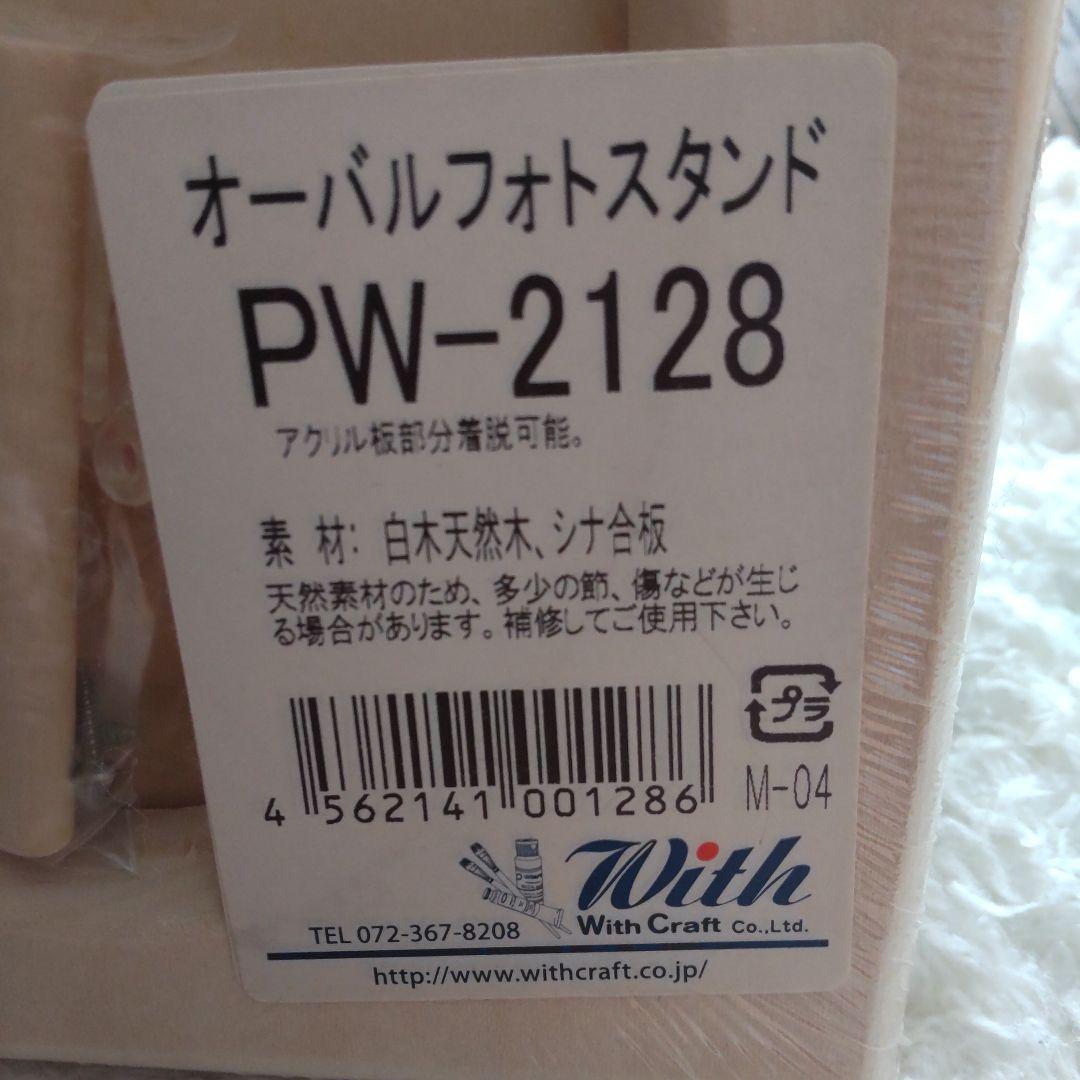 オーバルフォトスタンド
PW-2128
アクリル板部分着脱可能。
素 材: 白木天然木、シナ合板
天然素材のため、多少の節、傷などが生じ
る場合があります。補修してご使用下さい。
プラ
4 562141 001286
M-04
With
With Craft Co.,Ltd.
TEL 072-367-8208
http://www.withcraft.co.jp/